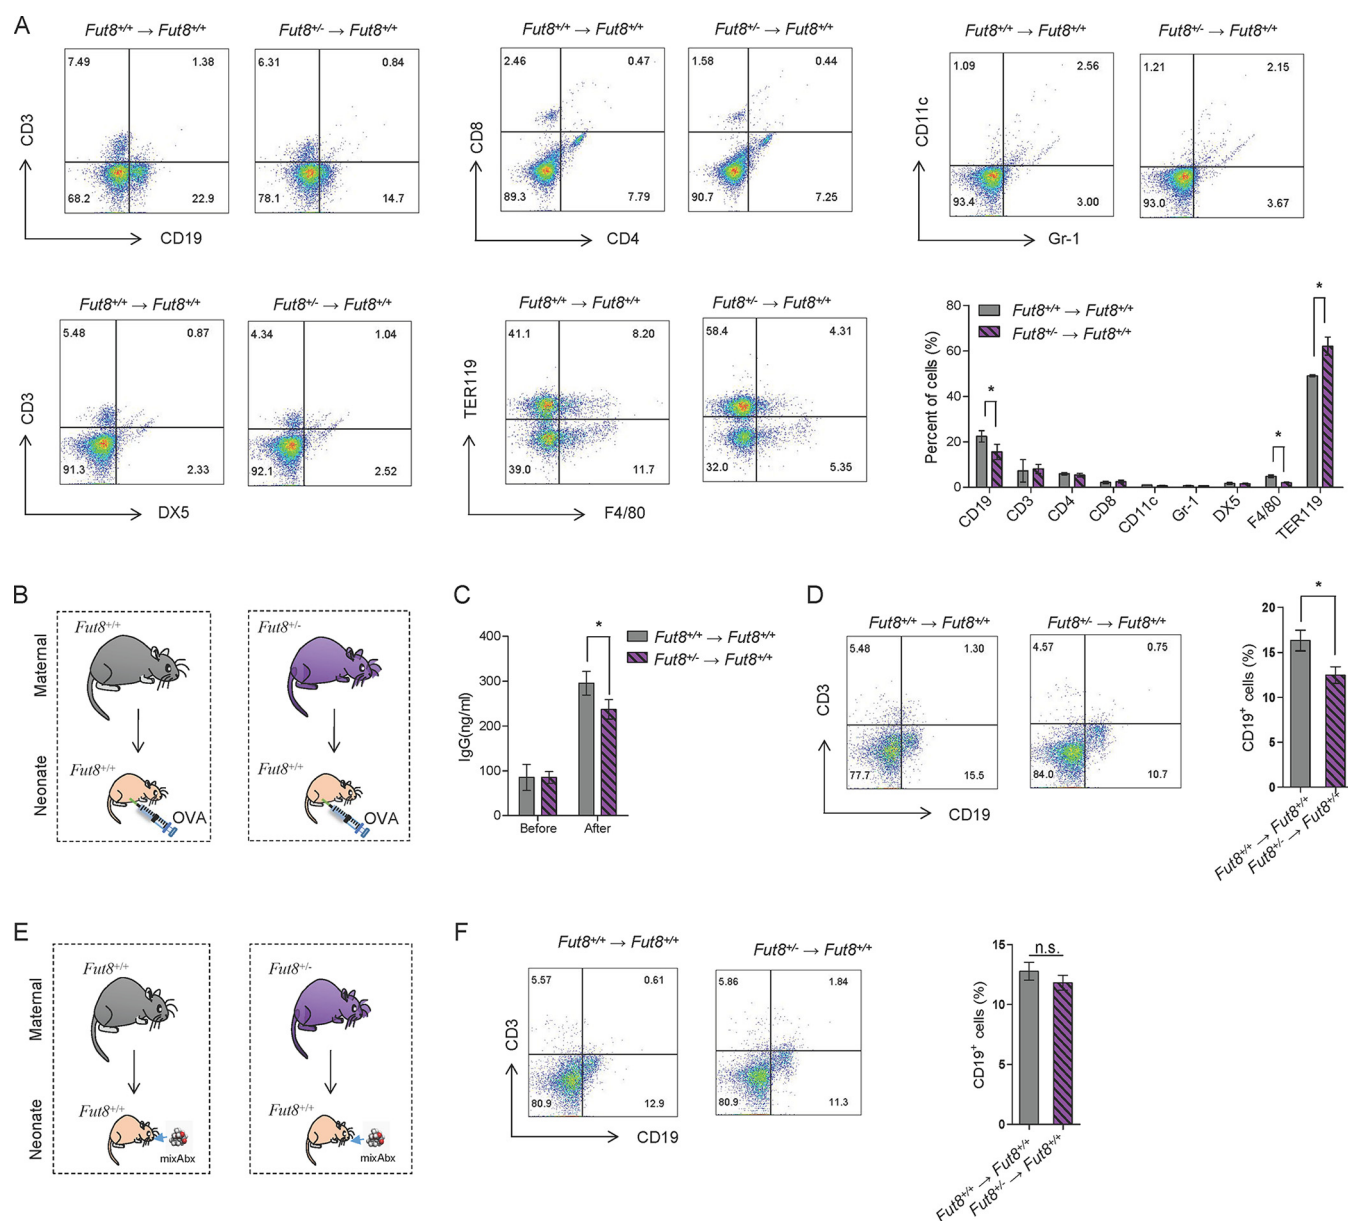 A
Fut8+/+ → Fut8+/+
Fut8+/- → Fut8+/+
7.49 1.38
68.2 22.9
6.31 0.84
78.1 14.7
CD3
CD19
Fut8+/+ → Fut8+/+
Fut8+/- → Fut8+/+
2.46 0.47
89.3 7.79
1.58 0.44
90.7 7.25
CD8
CD4
Fut8+/+ → Fut8+/+
Fut8+/- → Fut8+/+
1.09 2.56
93.4 3.00
1.21 2.15
93.0 3.67
CD11c
Gr-1
Fut8+/+ → Fut8+/+
Fut8+/- → Fut8+/+
5.48 0.87
91.3 2.33
4.34 1.04
92.1 2.52
CD3
DX5
Fut8+/+ → Fut8+/+
Fut8+/- → Fut8+/+
41.1 8.20
39.0 11.7
58.4 4.31
32.0 5.35
TER119
F4/80
Percent of cells (%)
80
60
40
20
0
Fut8+/+ → Fut8+/+
Fut8+/- → Fut8+/+
*
*
*
CD19 CD3 CD4 CD8 CD11c Gr-1 DX5 F4/80 TER119
B
Maternal
Neonate
Fut8+/+
Fut8+/-
Fut8+/+
Fut8+/+
OVA
OVA
C
IgG(ng/ml)
400
300
200
100
0
*
Fut8+/+ → Fut8+/+
Fut8+/- → Fut8+/+
Before After
D
Fut8+/+ → Fut8+/+
Fut8+/- → Fut8+/+
5.48 1.30
77.7 15.5
4.57 0.75
84.0 10.7
CD3
CD19
CD19+ cells (%)
20
15
10
5
0
*
Fut8+/+ → Fut8+/+
Fut8+/- → Fut8+/+
E
Maternal
Neonate
Fut8+/+
Fut8+/-
Fut8+/+
Fut8+/+
mixAbx
mixAbx
F
Fut8+/+ → Fut8+/+
Fut8+/- → Fut8+/+
5.57 0.61
80.9 12.9
5.86 1.84
80.9 11.3
CD3
CD19
CD19+ cells (%)
15
10
5
0
n.s.
Fut8+/+ → Fut8+/+
Fut8+/- → Fut8+/+